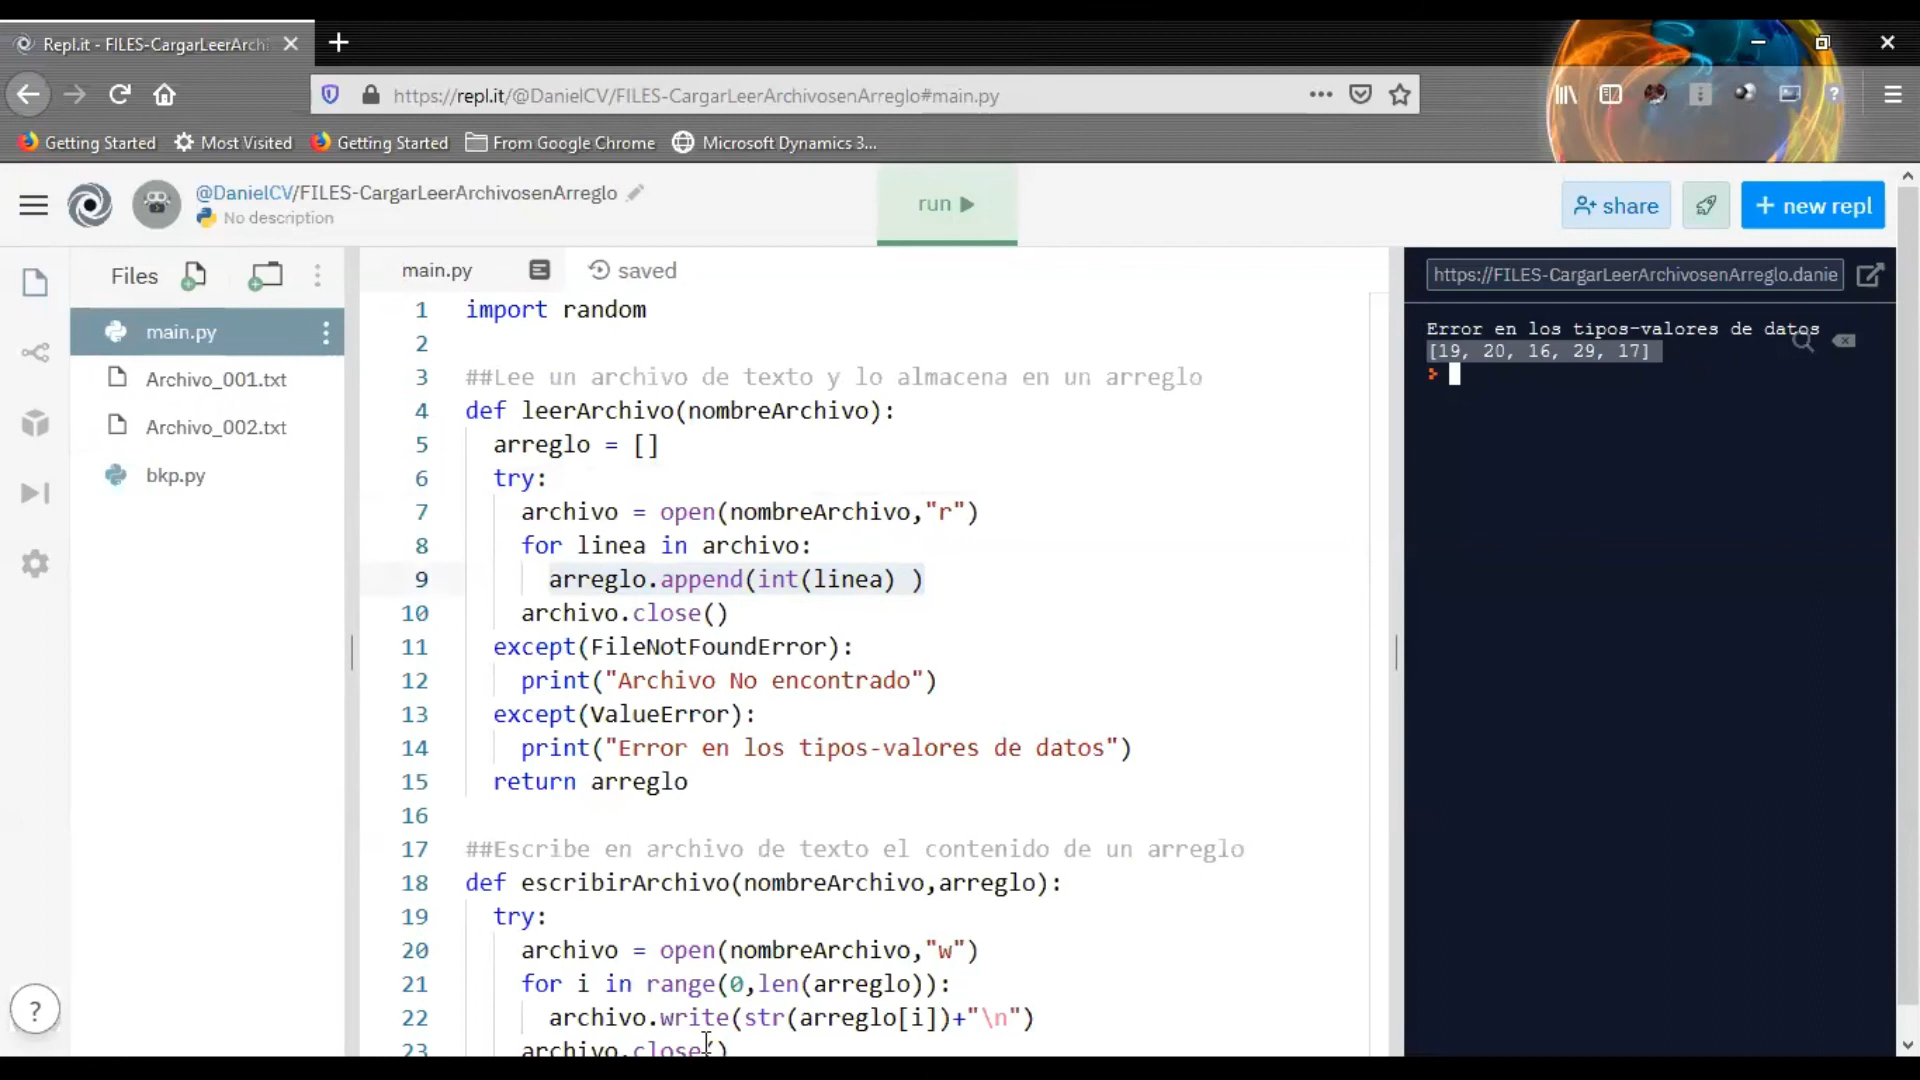 Repl.it - FILES-CargarLeerArchi
https://repl.it/@DanielCV/FILES-CargarLeerArchivosenArreglo#main.py
Getting Started
Most Visited
Getting Started
From Google Chrome
Microsoft Dynamics 3...
@DanielCV/FILES-CargarLeerArchivosenArreglo
No description
run
share
+ new repl
Files
main.py
Archivo_001.txt
Archivo_002.txt
bkp.py
main.py
saved
1 import random
2
3 ##Lee un archivo de texto y lo almacena en un arreglo
4 def leerArchivo(nombreArchivo):
5 arreglo = []
6 try:
7 archivo = open(nombreArchivo,"r")
8 for linea in archivo:
9 arreglo.append(int(linea) )
10 archivo.close()
11 except(FileNotFoundError):
12 print("Archivo No encontrado")
13 except(ValueError):
14 print("Error en los tipos-valores de datos")
15 return arreglo
16
17 ##Escribe en archivo de texto el contenido de un arreglo
18 def escribirArchivo(nombreArchivo,arreglo):
19 try:
20 archivo = open(nombreArchivo,"w")
21 for i in range(0,len(arreglo)):
22 archivo.write(str(arreglo[i])+"\n")
23 archivo.close()
https://FILES-CargarLeerArchivosenArreglo.danie
Error en los tipos-valores de datos
[19, 20, 16, 29, 17]
>
?